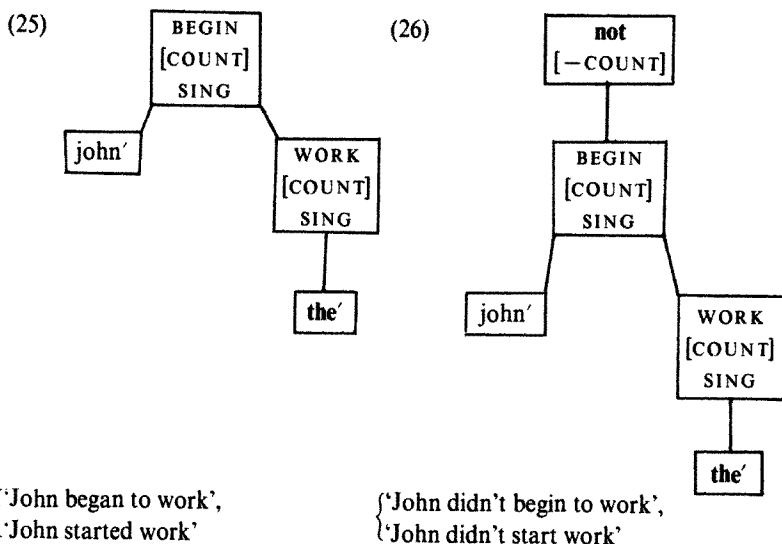 (25)
BEGIN
[COUNT]
SING
john′
WORK
[COUNT]
SING
the′
{'John began to work',
'John started work'
(26)
not
[−COUNT]
BEGIN
[COUNT]
SING
john′
WORK
[COUNT]
SING
the′
{'John didn't begin to work',
'John didn't start work'